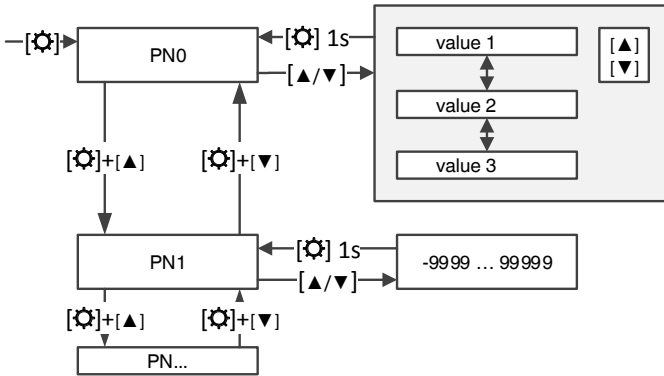 [⚙] 1s
value 1
[▲]
[▼]
[⚙]
PN0
[▲/▼]
value 2
value 3
[⚙]+[▲]
[⚙]+[▼]
PN1
[⚙] 1s
[▲/▼]
-9999 … 99999
[⚙]+[▲]
[⚙]+[▼]
PN...